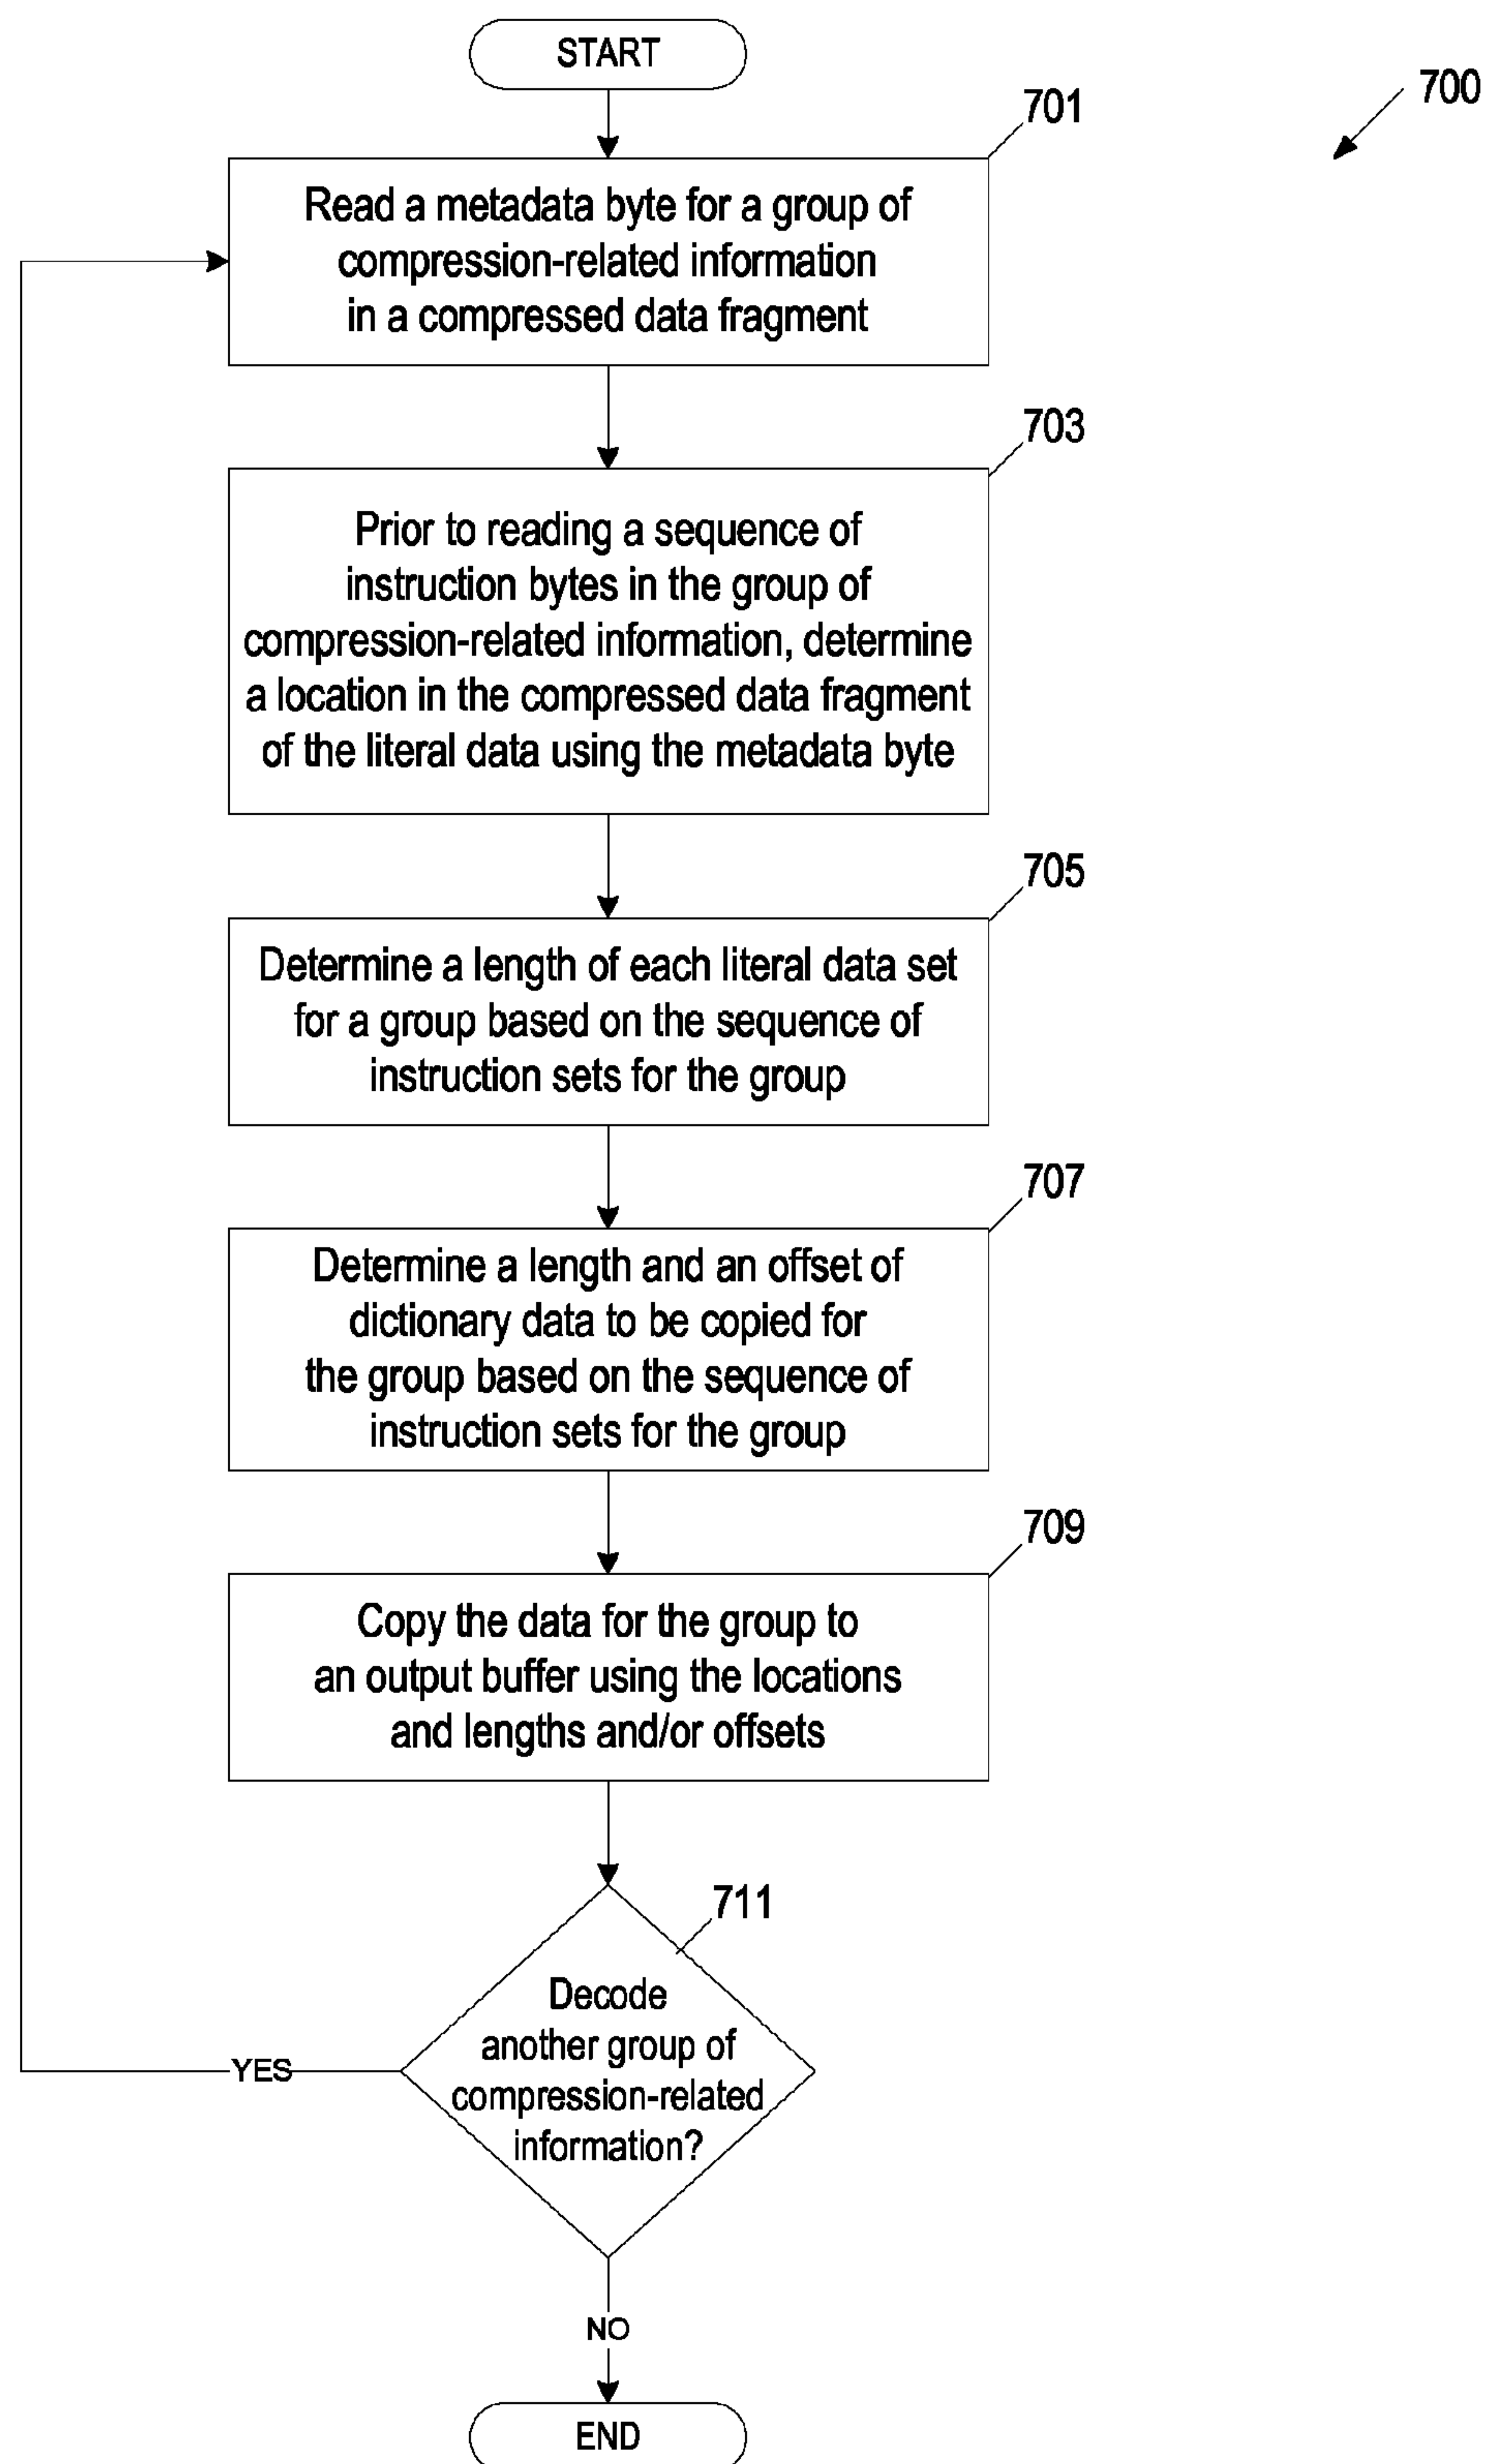 START
700
701
Read a metadata byte for a group of
compression-related information
in a compressed data fragment
703
Prior to reading a sequence of
instruction bytes in the group of
compression-related information, determine
a location in the compressed data fragment
of the literal data using the metadata byte
705
Determine a length of each literal data set
for a group based on the sequence of
instruction sets for the group
707
Determine a length and an offset of
dictionary data to be copied for
the group based on the sequence of
instruction sets for the group
709
Copy the data for the group to
an output buffer using the locations
and lengths and/or offsets
711
Decode
another group of
compression-related
information?
YES
NO
END